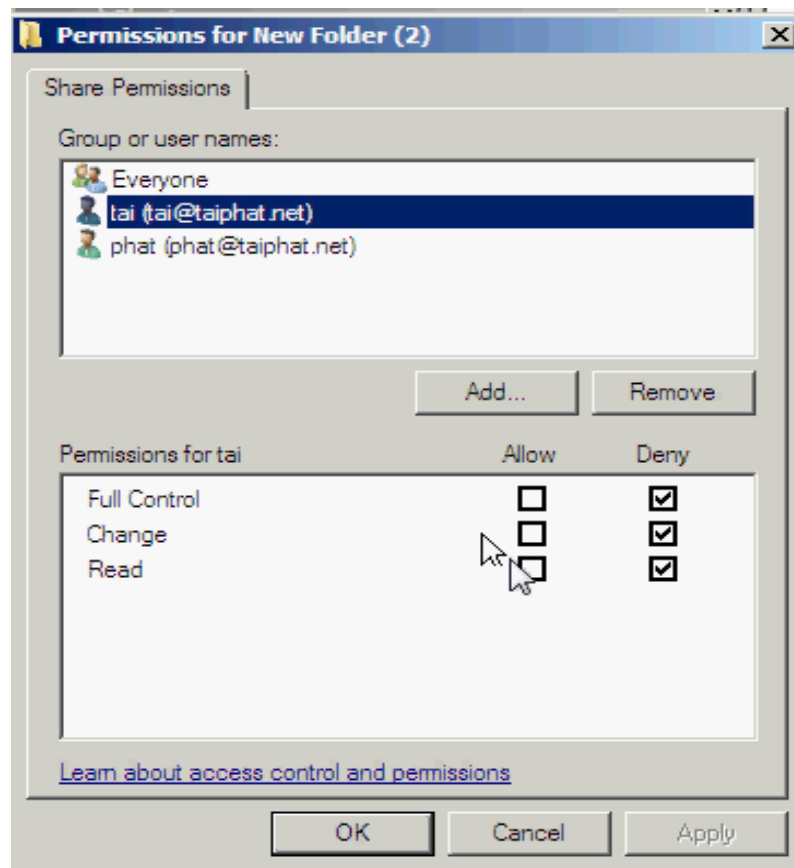 Permissions for New Folder (2)
Share Permissions
Group or user names:
Everyone
tai (tai@taiphat.net)
phat (phat@taiphat.net)
Add... Remove
Permissions for tai Allow Deny
Full Control
Change
Read
Learn about access control and permissions
OK Cancel Apply